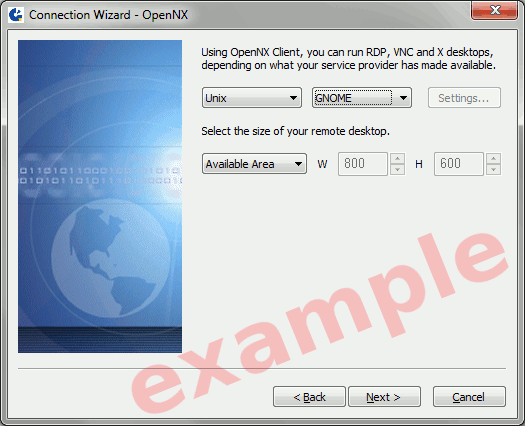 Connection Wizard - OpenNX
Using OpenNX Client, you can run RDP, VNC and X desktops,
depending on what your service provider has made available.
Unix GNOME Settings...
Select the size of your remote desktop.
Available Area W 800 H 600
example
< Back Next > Cancel